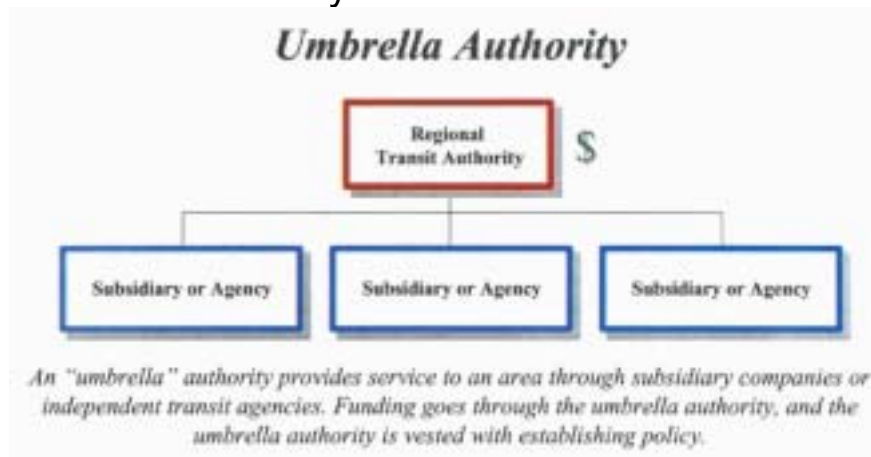 Umbrella Authority
Regional
Transit Authority
$
Subsidiary or Agency
Subsidiary or Agency
Subsidiary or Agency
An "umbrella" authority provides service to an area through subsidiary companies or
independent transit agencies. Funding goes through the umbrella authority, and the
umbrella authority is vested with establishing policy.